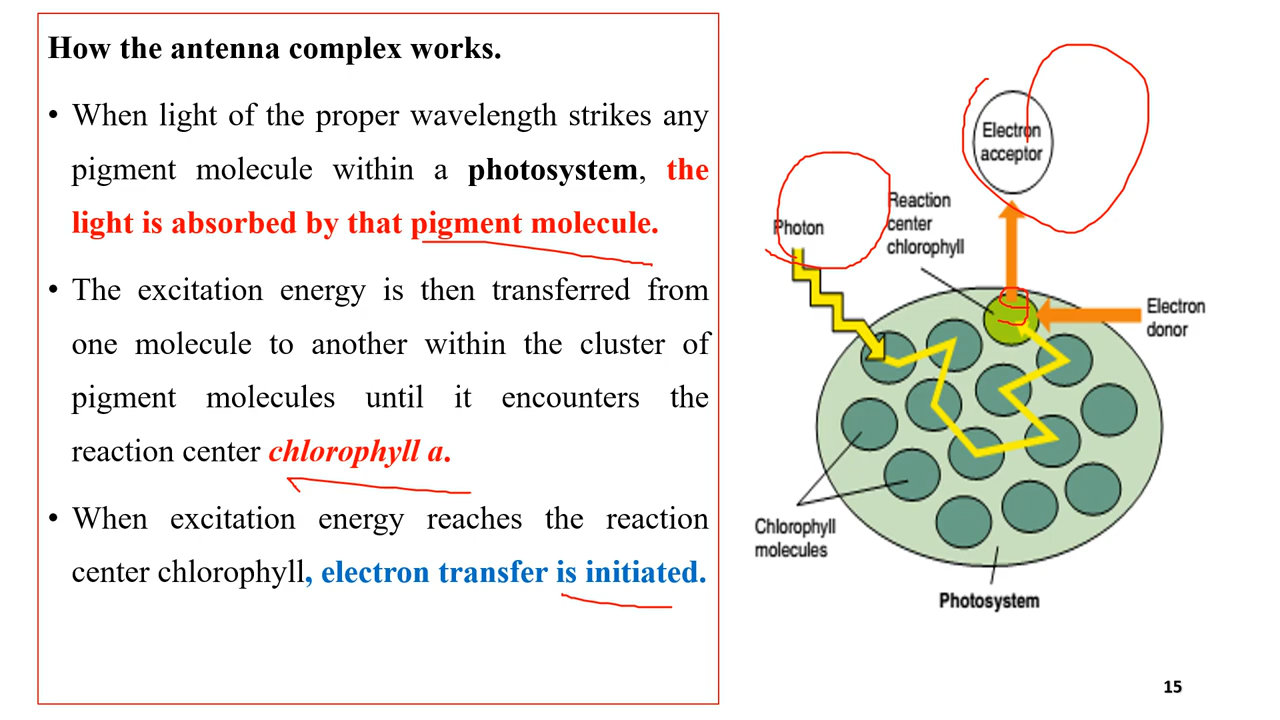 How the antenna complex works.
• When light of the proper wavelength strikes any
pigment molecule within a photosystem, the
light is absorbed by that pigment molecule.
• The excitation energy is then transferred from
one molecule to another within the cluster of
pigment molecules until it encounters the
reaction center chlorophyll a.
• When excitation energy reaches the reaction
center chlorophyll, electron transfer is initiated.
Electron
acceptor
Photon
Reaction
center
chlorophyll
Electron
donor
Chlorophyll
molecules
Photosystem
15